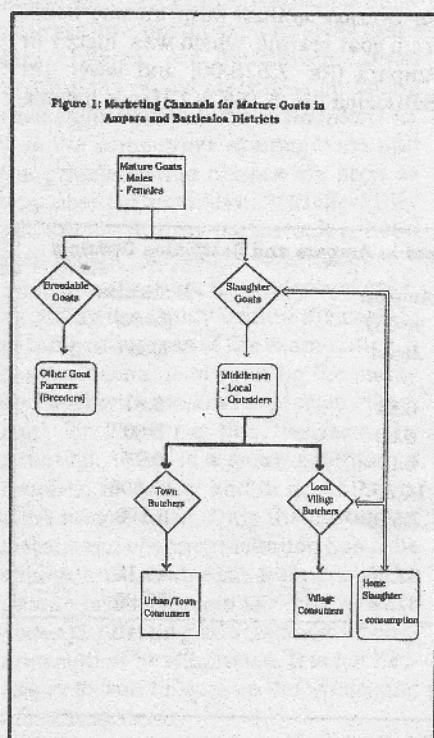 Figure 1: Marketing Channels for Mature Goats in
Ampara and Batticaloa Districts
Mature Goats
- Males
- Females
Breedable
Goats
Slaughter
Goats
Other Goat
Farmers
(Breeders)
Middlemen
- Local
- Outsiders
Town
Butchers
Local
Village
Butchers
Urban/Town
Consumers
Village
Consumers
Home
Slaughter
- consumption